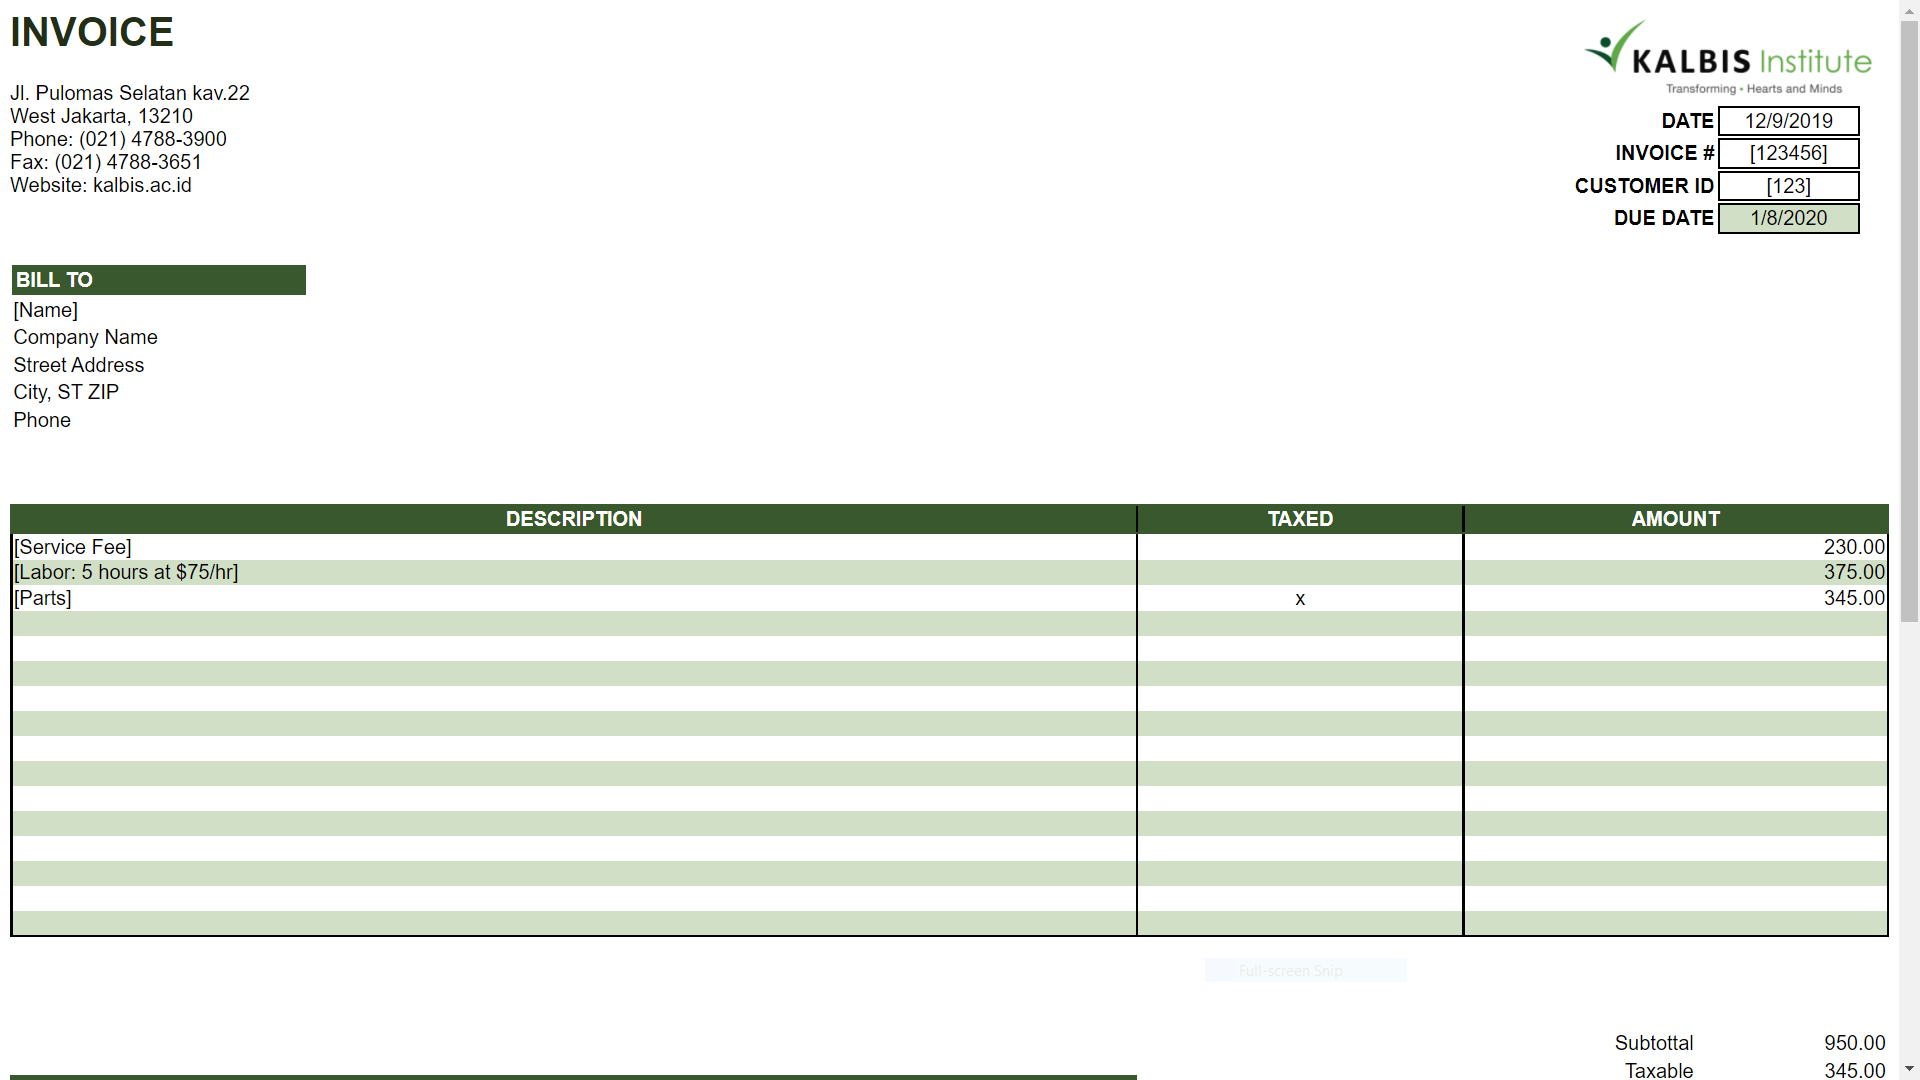 INVOICE
KALBIS Institute
Transforming • Hearts and Minds
Jl. Pulomas Selatan kav.22
West Jakarta, 13210
Phone: (021) 4788-3900
Fax: (021) 4788-3651
Website: kalbis.ac.id
DATE 12/9/2019
INVOICE # [123456]
CUSTOMER ID [123]
DUE DATE 1/8/2020
BILL TO
[Name]
Company Name
Street Address
City, ST ZIP
Phone
DESCRIPTION TAXED AMOUNT
[Service Fee] 230.00
[Labor: 5 hours at $75/hr] 375.00
[Parts] x 345.00
Full-screen Snip
Subtottal 950.00
Taxable 345.00